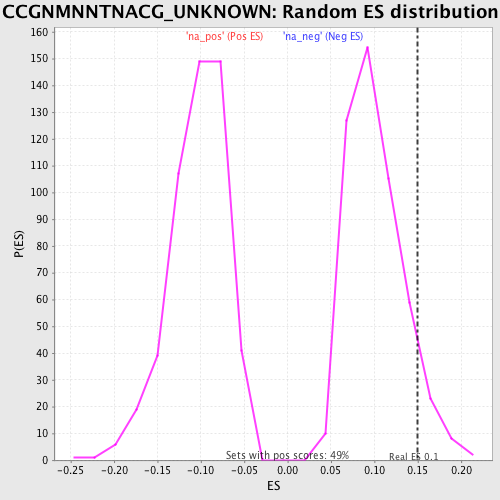 CCGNMNNTNACG_UNKNOWN: Random ES distribution
'na_pos' (Pos ES) 'na_neg' (Neg ES)
160
150
140
130
120
110
100
90
80
70
60
50
40
30
20
10
0
P(ES)
Sets with pos scores: 49%
Real ES 0.1
-0.25 -0.20 -0.15 -0.10 -0.05 0.00 0.05 0.10 0.15 0.20
ES